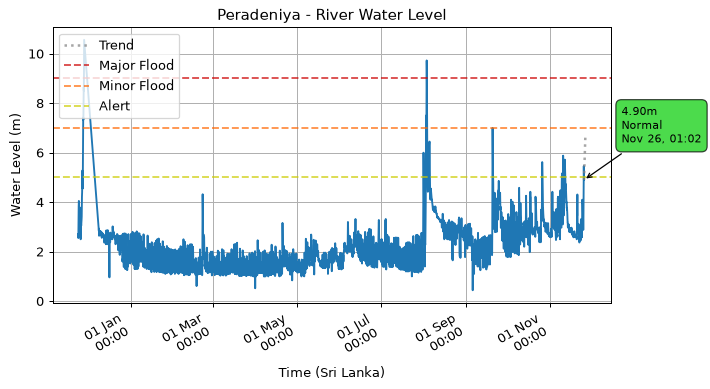 Peradeniya - River Water Level
Trend
Major Flood
Minor Flood
Alert
4.90m
Normal
Nov 26, 01:02
Water Level (m)
10
8
6
4
2
0
01 Jan
00:00
01 Mar
00:00
01 May
00:00
01 Jul
00:00
01 Sep
00:00
01 Nov
00:00
Time (Sri Lanka)